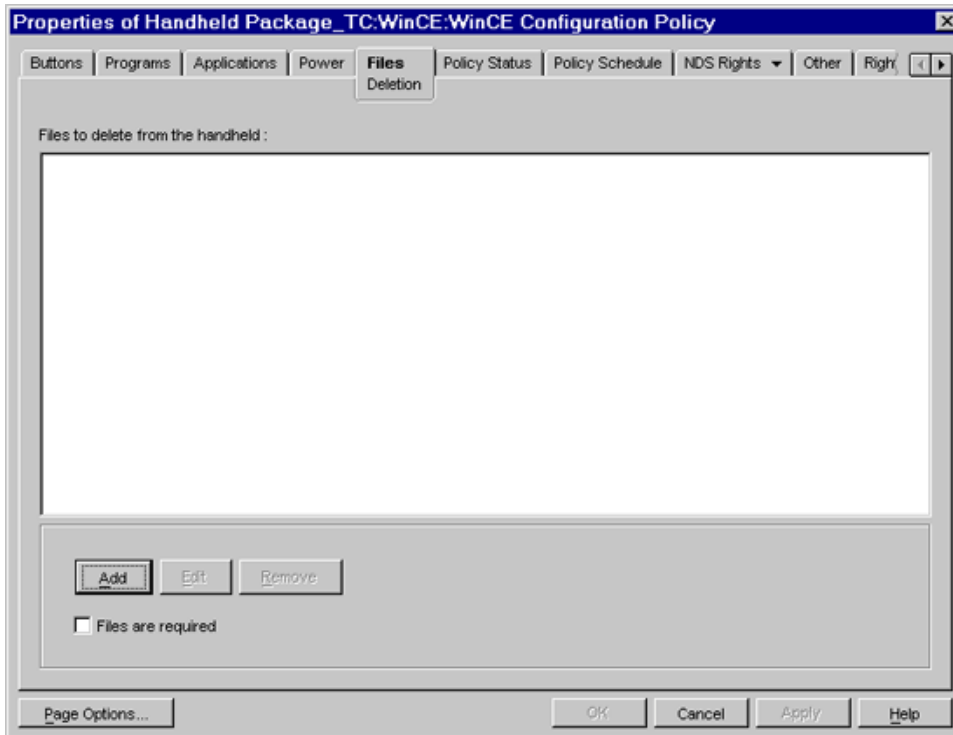 Properties of Handheld Package_TC:WinCE:WinCE Configuration Policy
Buttons Programs Applications Power Files Policy Status Policy Schedule NDS Rights Other Righ
Deletion
Files to delete from the handheld :
Add Edit Remove
Files are required
Page Options... OK Cancel Apply Help